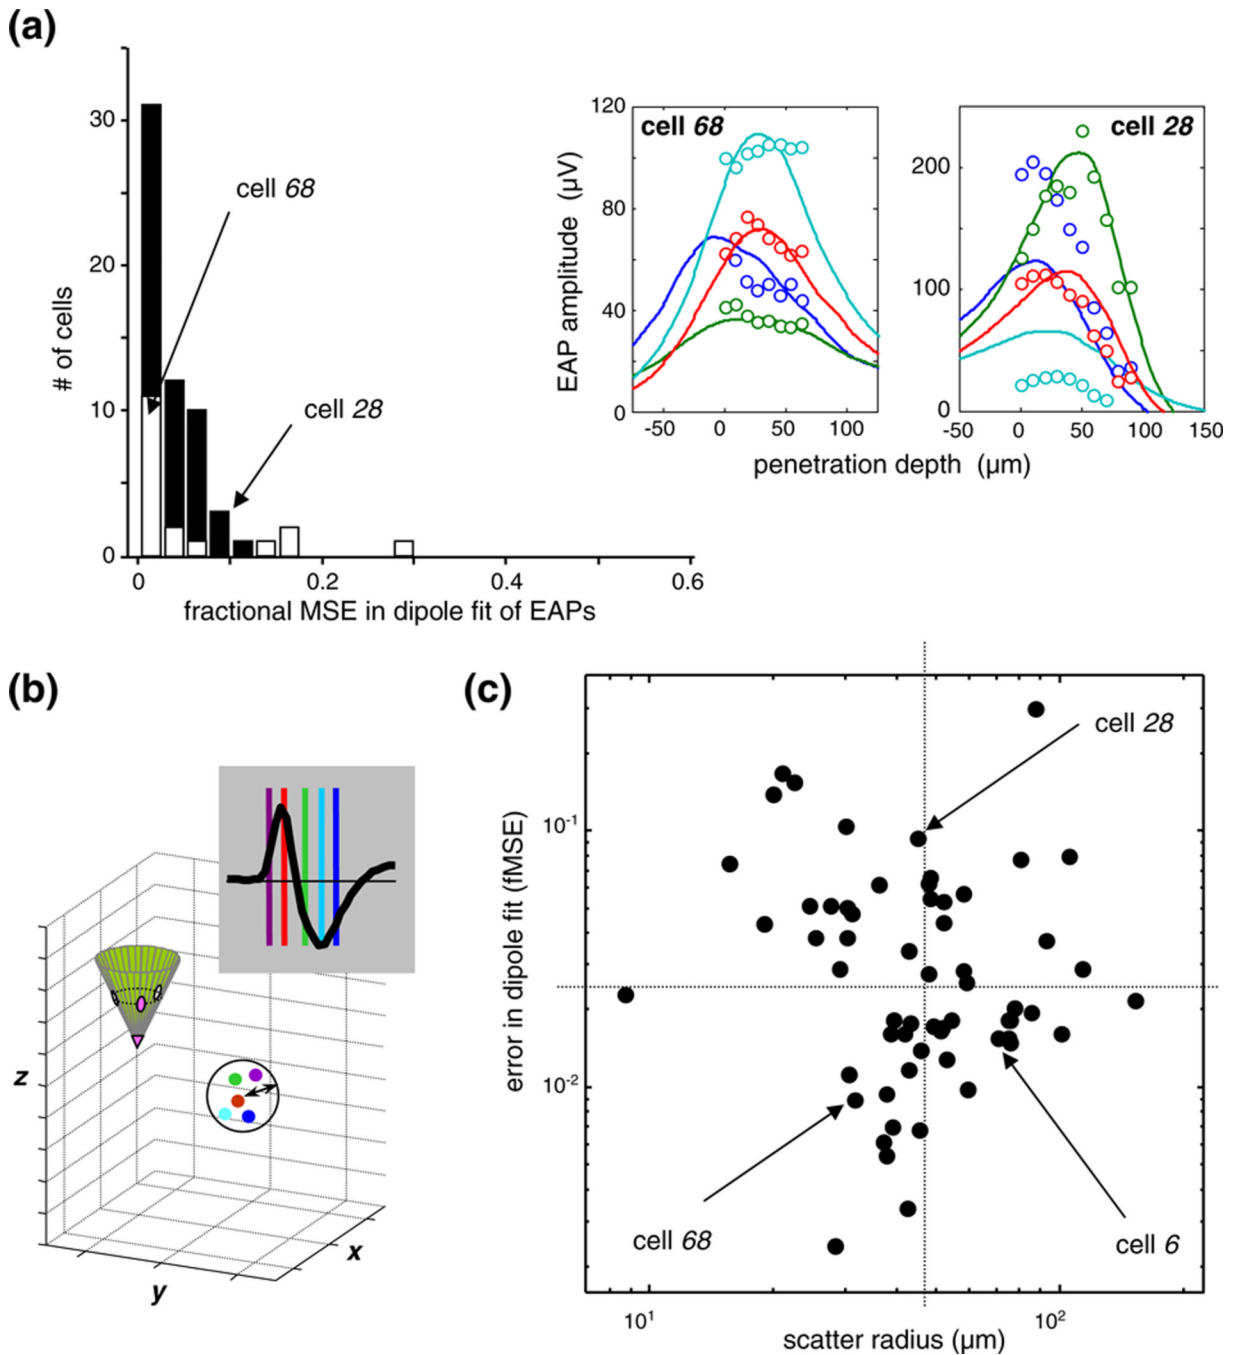 (a)
30
20
10
0
# of cells
cell 68
cell 28
0
0.2
0.4
0.6
fractional MSE in dipole fit of EAPs
120
80
40
0
EAP amplitude (µV)
cell 68
-50
0
50
100
200
100
0
cell 28
-50
0
50
100
150
penetration depth (µm)
(b)
z
y
x
(c)
error in dipole fit (fMSE)
10-1
10-2
cell 28
cell 68
cell 6
101
102
scatter radius (µm)